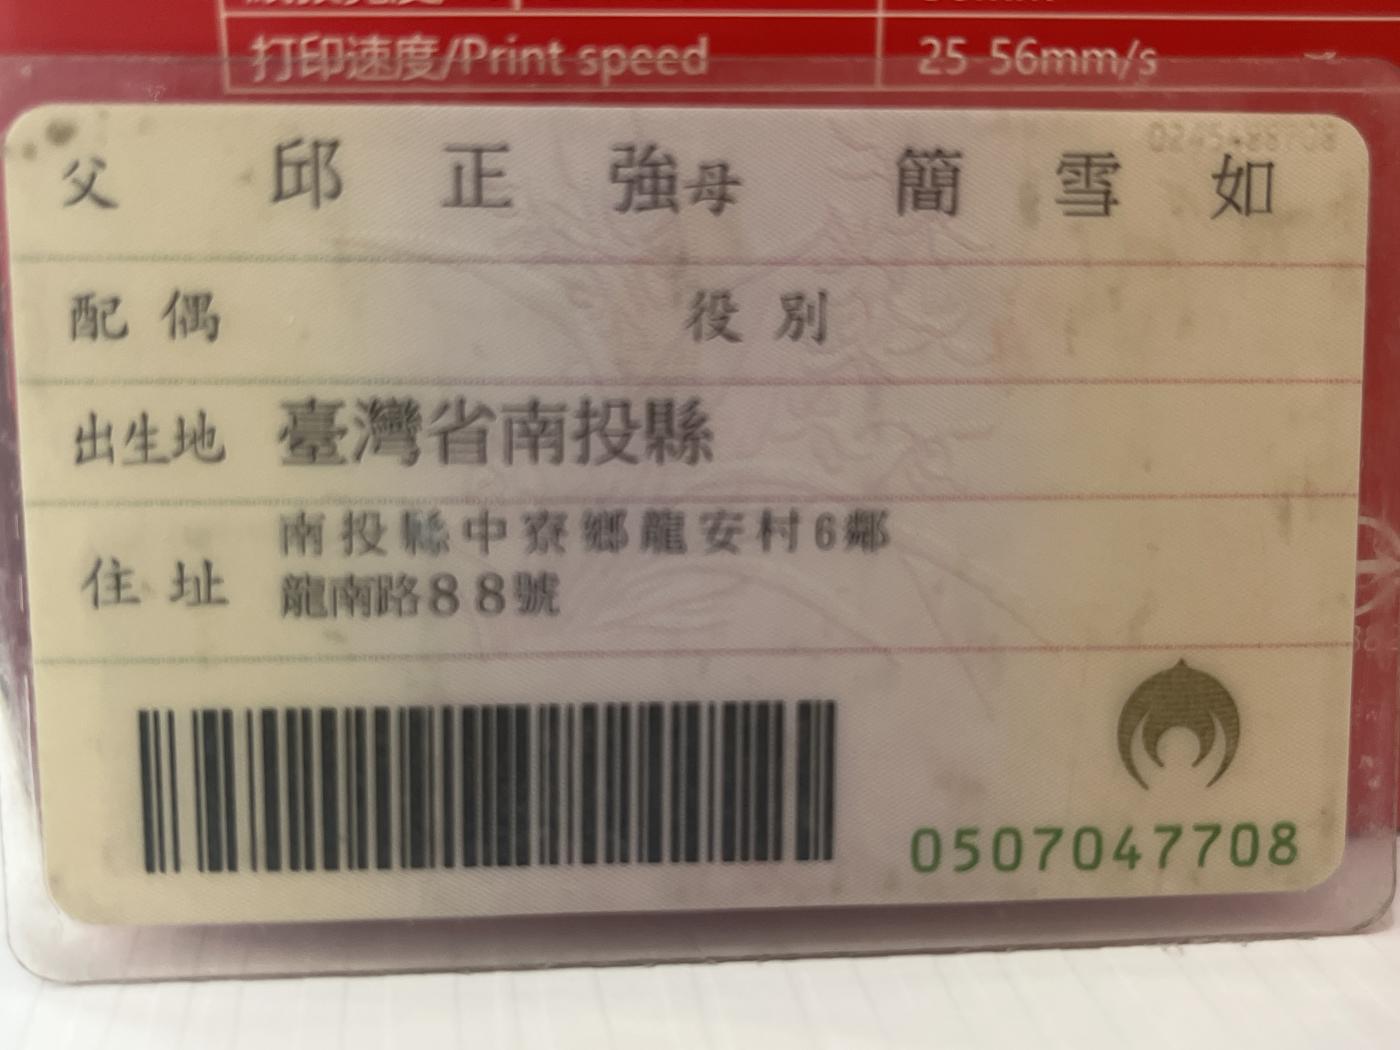 打印速度/Print speed 25-56mm/s
父 邱正強 母 簡雪如
配偶 役別
出生地 臺灣省南投縣
住址 南投縣中寮鄉龍安村6鄰
龍南路88號
0507047708